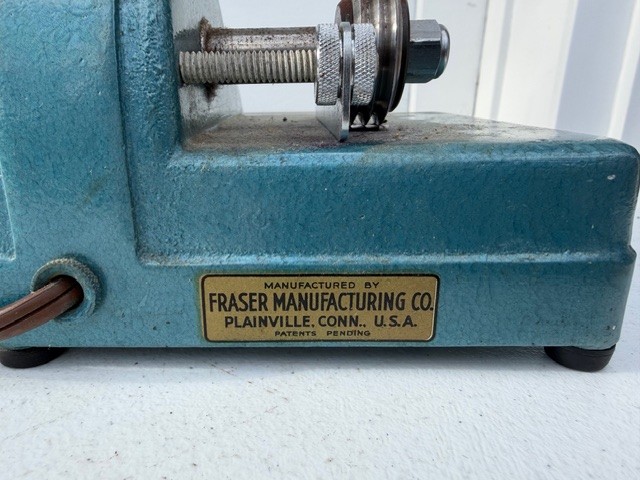 MANUFACTURED BY
FRASER MANUFACTURING CO.
PLAINVILLE, CONN., U.S.A.
PATENTS PENDING